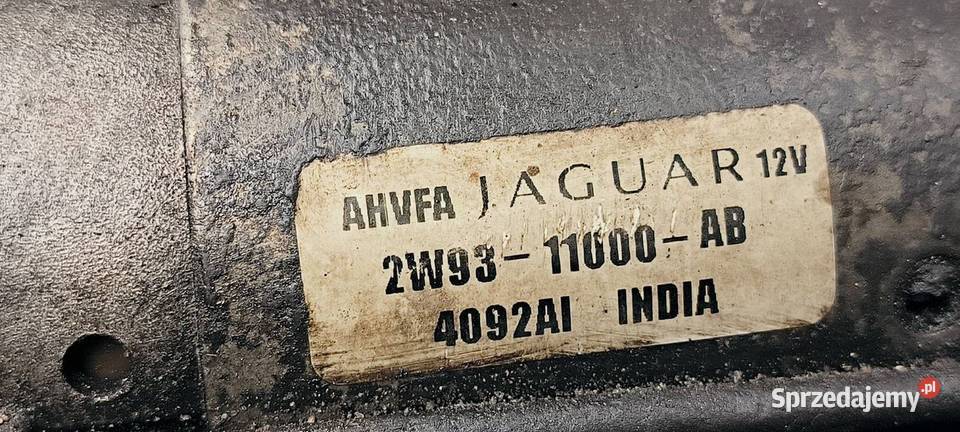 AHVFA JAGUAR 12V
2W93-11000-AB
4092AI INDIA
Sprzedajemy.pl